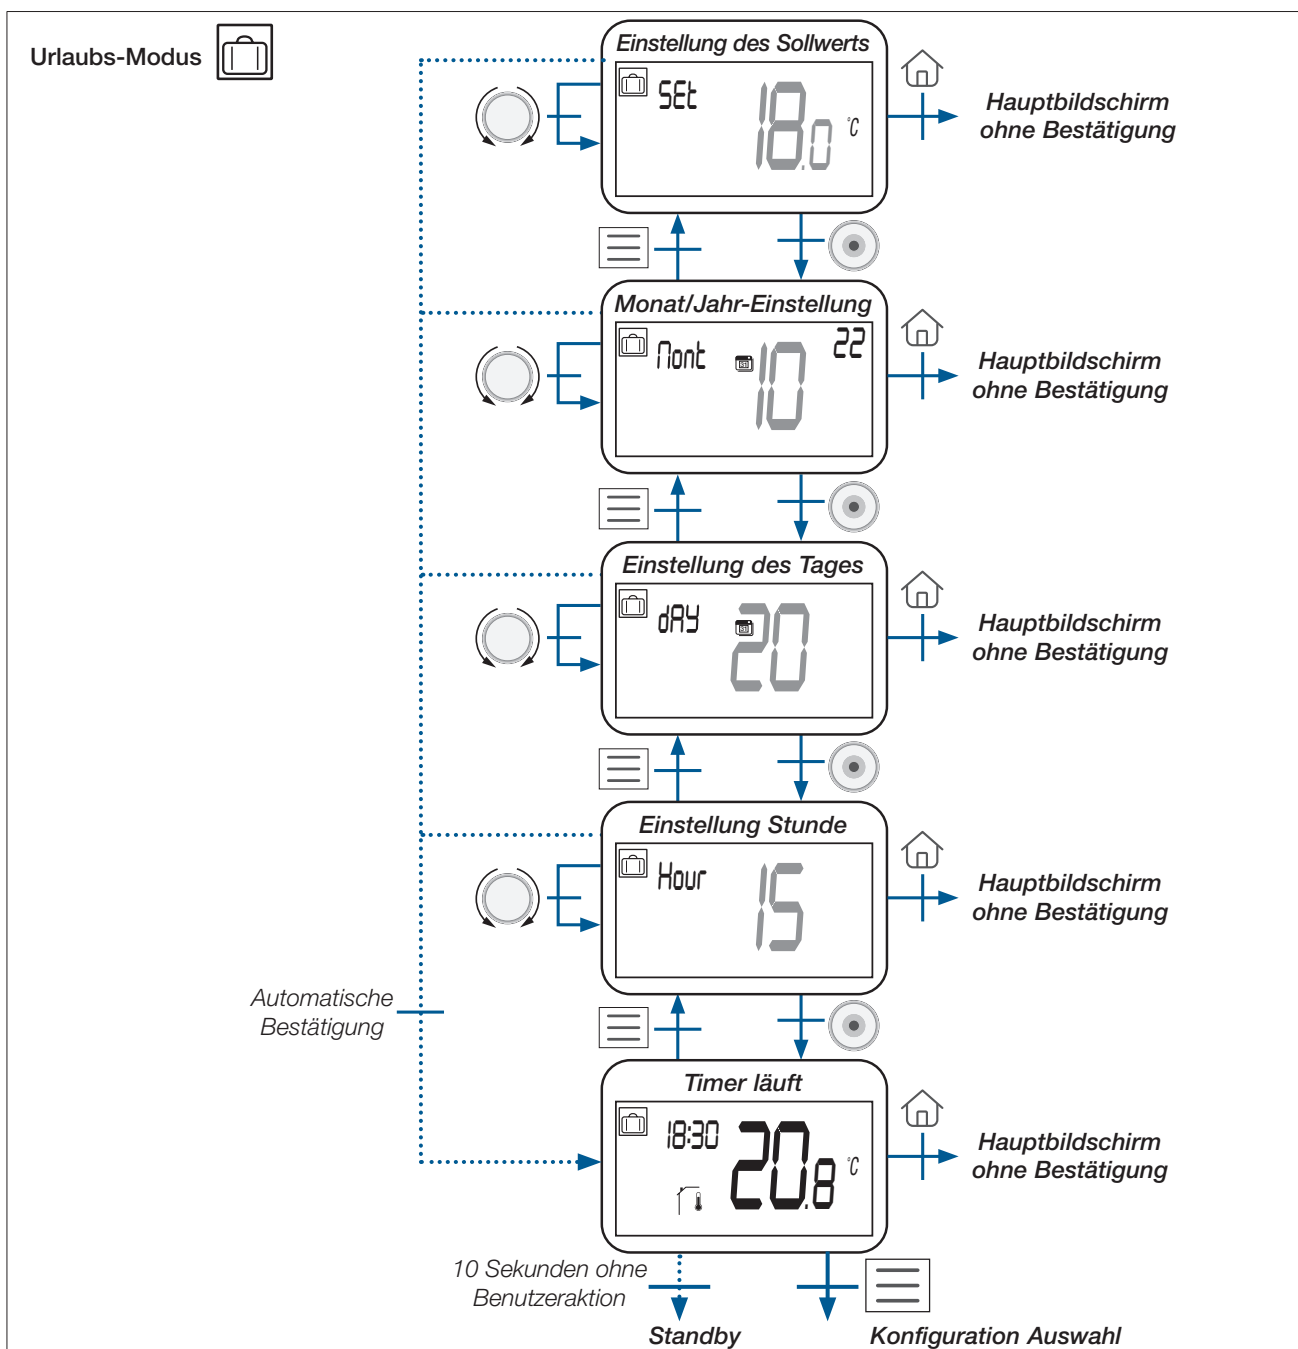 Urlaubs-Modus
Einstellung des Sollwerts
SEt
18.0 °C
Hauptbildschirm
ohne Bestätigung
Monat/Jahr-Einstellung
Mont
31
10
22
Hauptbildschirm
ohne Bestätigung
Einstellung des Tages
dAY
31
20
Hauptbildschirm
ohne Bestätigung
Einstellung Stunde
Hour
15
Hauptbildschirm
ohne Bestätigung
Automatische
Bestätigung
Timer läuft
18:30
20.8 °C
Hauptbildschirm
ohne Bestätigung
10 Sekunden ohne
Benutzeraktion
Standby
Konfiguration Auswahl